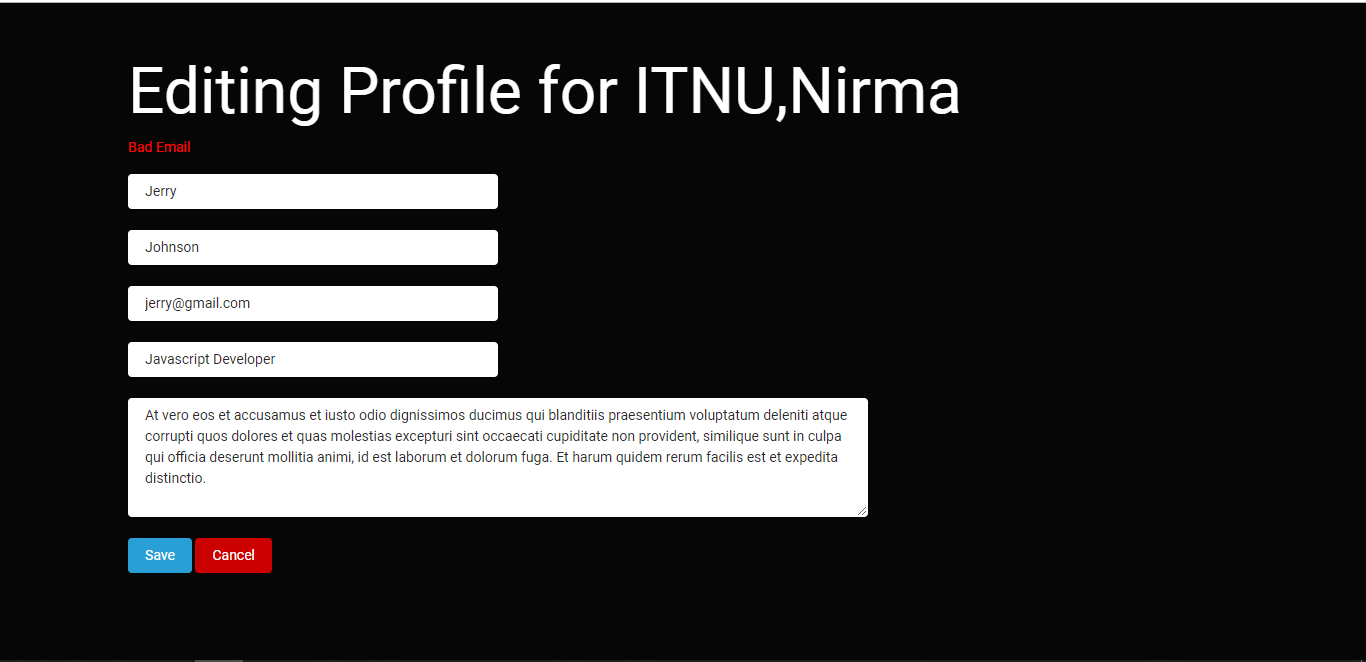 Editing Profile for ITNU,Nirma
Bad Email
Jerry
Johnson
jerry@gmail.com
Javascript Developer
At vero eos et accusamus et iusto odio dignissimos ducimus qui blanditiis praesentium voluptatum deleniti atque
corrupti quos dolores et quas molestias excepturi sint occaecati cupiditate non provident, similique sunt in culpa
qui officia deserunt mollitia animi, id est laborum et dolorum fuga. Et harum quidem rerum facilis est et expedita
distinctio.
Save Cancel